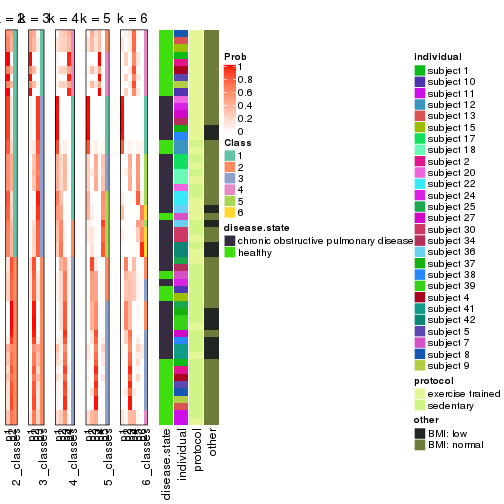 k = 2
k = 3
k = 4
k = 5
k = 6
Prob
1
0.8
0.6
0.4
0.2
0
Class
1
2
3
4
5
6
disease.state
chronic obstructive pulmonary disease
healthy
individual
subject 1
subject 10
subject 11
subject 12
subject 13
subject 15
subject 17
subject 18
subject 2
subject 20
subject 22
subject 24
subject 25
subject 27
subject 30
subject 34
subject 36
subject 37
subject 38
subject 39
subject 4
subject 41
subject 42
subject 5
subject 7
subject 8
subject 9
protocol
exercise trained
sedentary
other
BMI: low
BMI: normal
2_classes
3_classes
4_classes
5_classes
6_classes
disease.state
individual
protocol
other